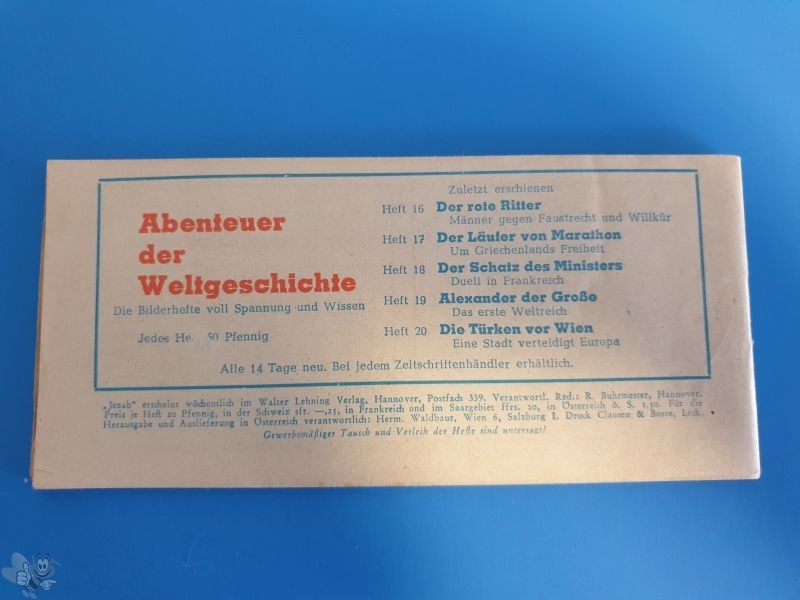 Abenteuer
der
Weltgeschichte
Die Bilderhefte voll Spannung und Wissen
Jedes He 50 Pfennig
Zuletzt erschienen
Heft 16 Der rote Ritter
Männer gegen Faustrecht und Willkür
Heft 17 Der Läufer von Marathon
Um Griechenlands Freiheit
Heft 18 Der Schatz des Ministers
Duell in Frankreich
Heft 19 Alexander der Große
Das erste Weltreich
Heft 20 Die Türken vor Wien
Eine Stadt verteidigt Europa
Alle 14 Tage neu. Bei jedem Zeitschriftenhändler erhältlich.
„Jezab" erscheint wöchentlich im Walter Lehning Verlag, Hannover, Postfach 339. Verantwortl. Red.: R. Buhrmester, Hannover.
Preis je Heft 20 Pfennig, in der Schweiz sfr. —,25, in Frankreich und im Saargebiet ffrs. 20, in Österreich ö. S. 1.50. Für die
Herausgabe und Auslieferung in Österreich verantwortlich: Herm. Waldbaur, Wien 6, Salzburg 1. Druck Clausen & Bosse, Leck.
Gewerbsmäßiger Tausch und Verleih der Hefte sind untersagt!